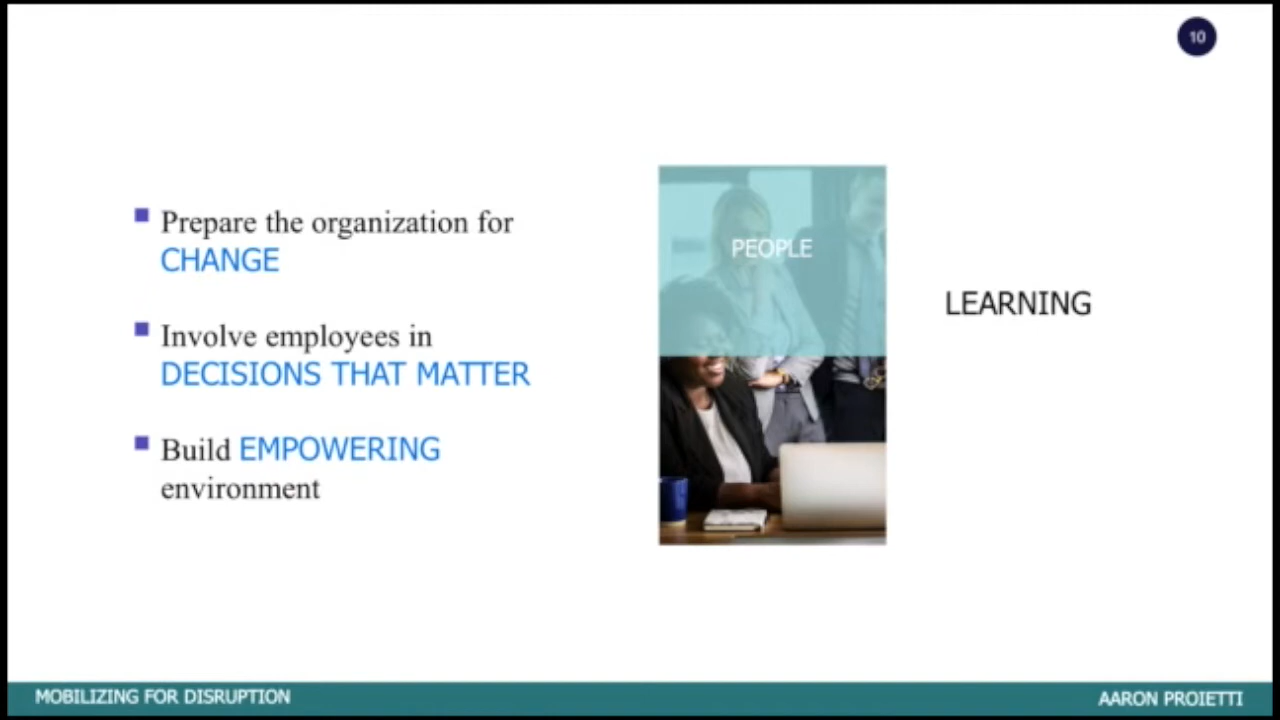 10
Prepare the organization for
CHANGE
Involve employees in
DECISIONS THAT MATTER
Build EMPOWERING
environment
PEOPLE
LEARNING
MOBILIZING FOR DISRUPTION
AARON PROIETTI